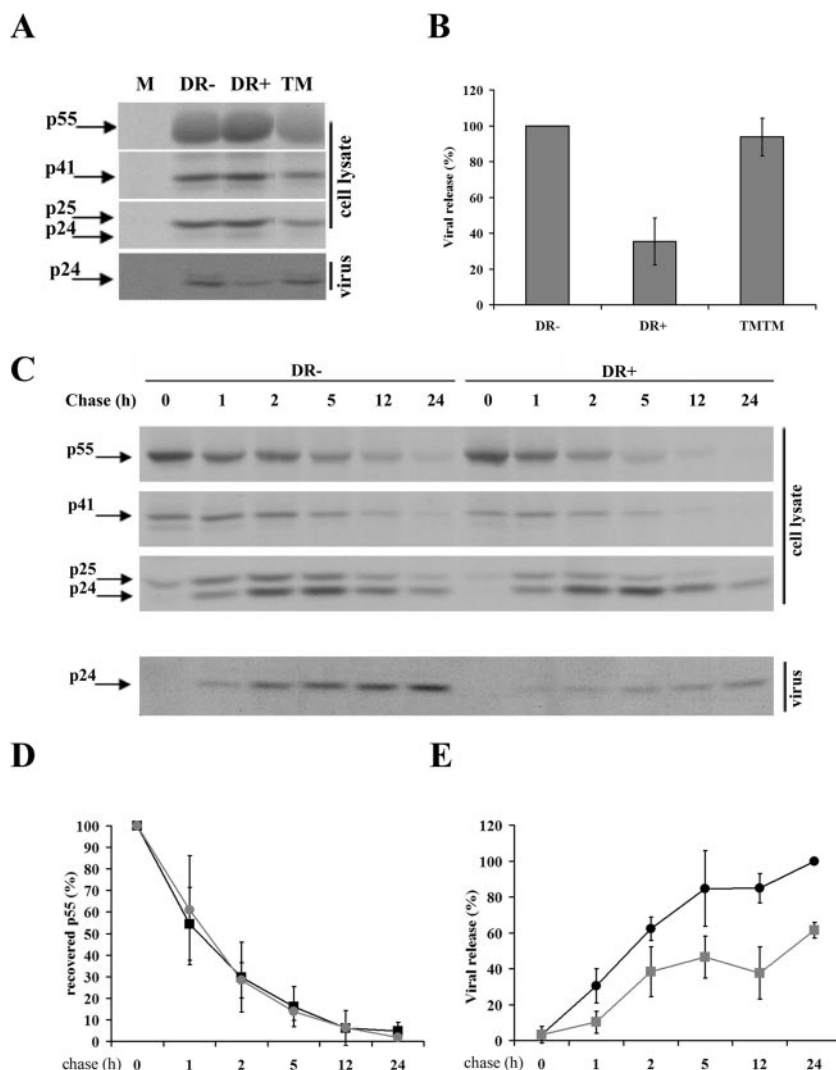 A
M DR- DR+ TM
p55
p41
p25
p24
cell lysate
p24
virus
B
120
100
80
60
40
20
0
Viral release (%)
DR- DR+ TMTM
C
DR- DR+
Chase (h) 0 1 2 5 12 24 0 1 2 5 12 24
p55
p41
p25
p24
cell lysate
p24
virus
D
100
90
80
70
60
50
40
30
20
10
0
recovered p55 (%)
chase (h) 0 1 2 5 12 24
E
120
100
80
60
40
20
0
Viral release (%)
chase (h) 0 1 2 5 12 24